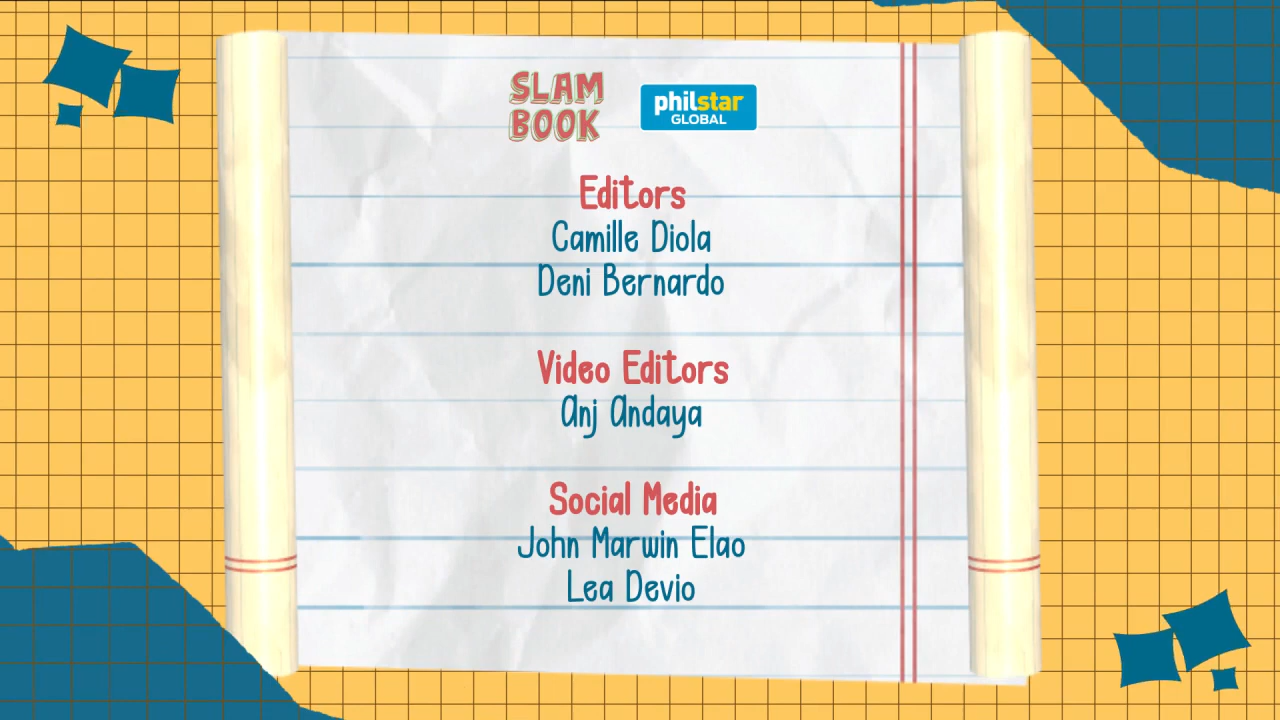 SLAM
BOOK
philstar
GLOBAL
Editors
Camille Diola
Deni Bernardo
Video Editors
Anj Andaya
Social Media
John Marwin Elao
Lea Devio